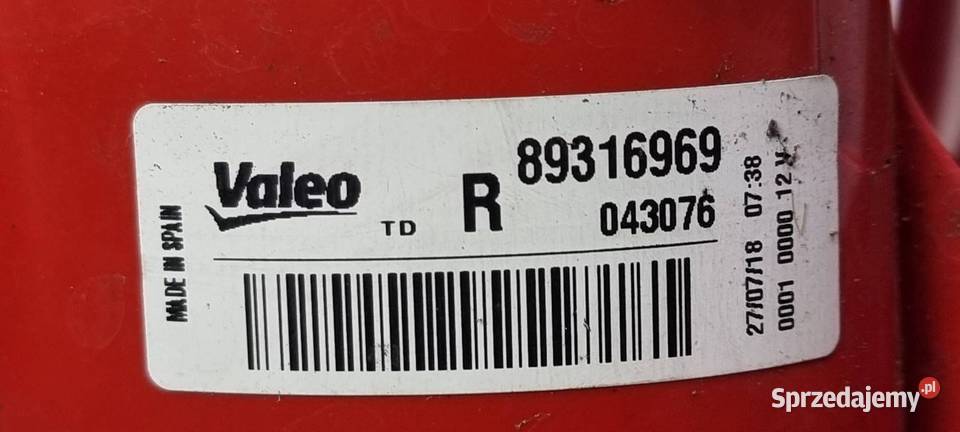 Valeo
TD
R
89316969
043076
MADE IN SPAIN
27/07/18 07:38
0001 0000 12 V
Sprzedajemy.pl